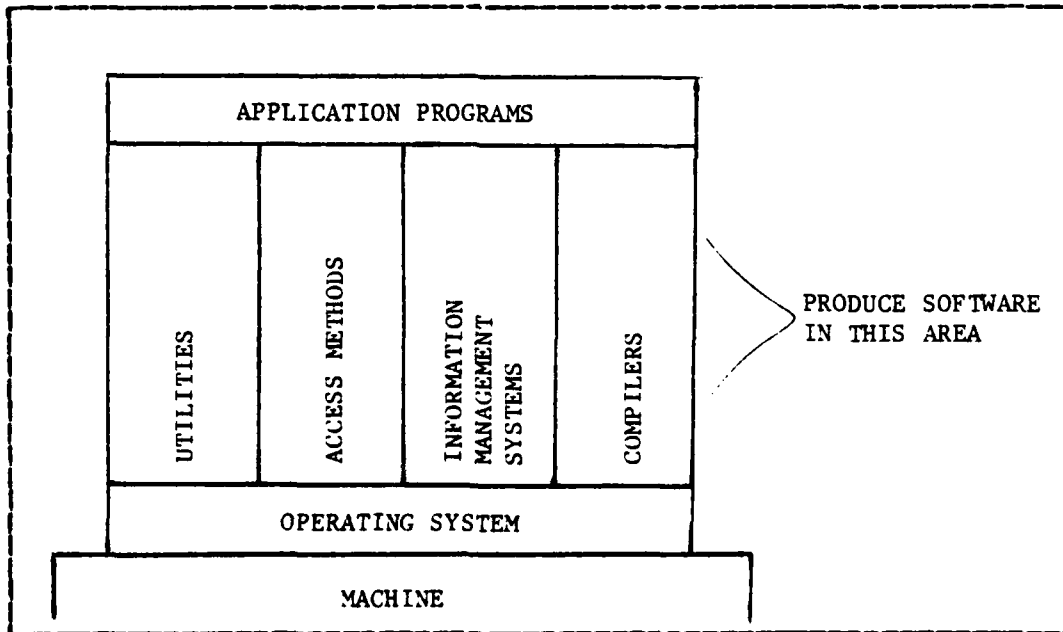 APPLICATION PROGRAMS
UTILITIES
ACCESS METHODS
INFORMATION
MANAGEMENT
SYSTEMS
COMPILERS
PRODUCE SOFTWARE
IN THIS AREA
OPERATING SYSTEM
MACHINE